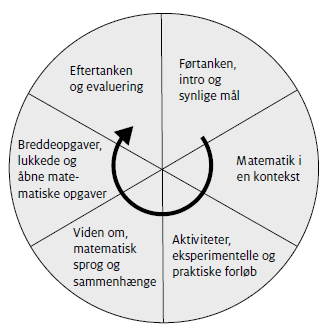 Førtanken,
intro og
synlige mål
Matematik i
en kontekst
Aktiviteter,
eksperimentelle og
praktiske forløb
Viden om,
matematisk
sprog og
sammenhænge
Breddeopgaver,
lukkede og
åbne mate-
matiske opgaver
Eftertanken
og evaluering